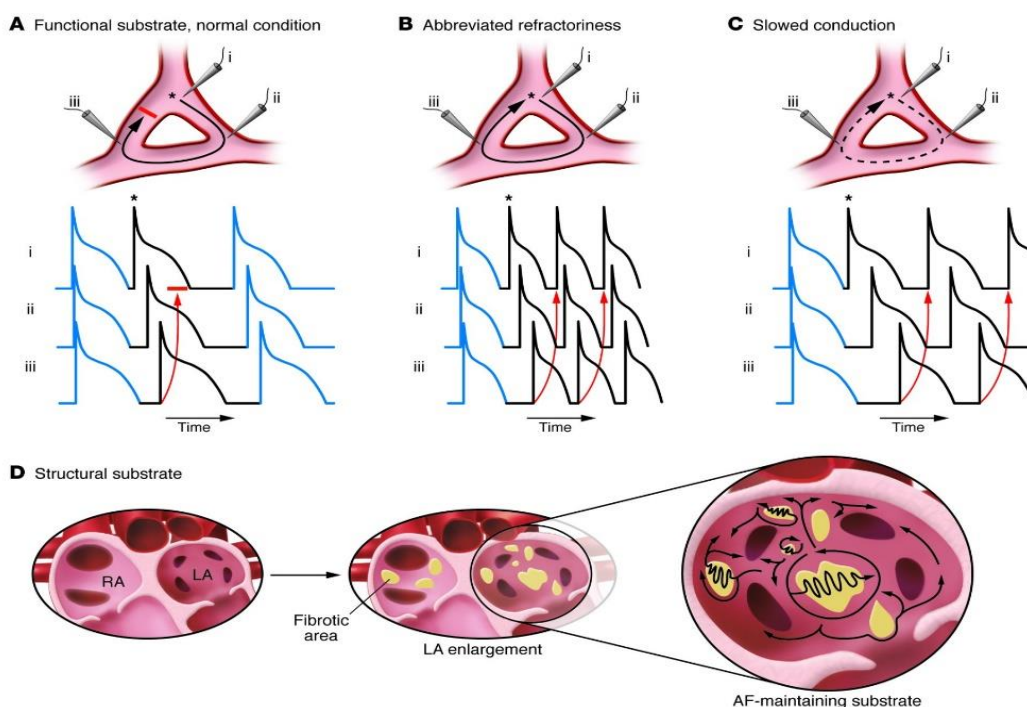 A Functional substrate, normal condition
i
ii
iii
*
*
i
ii
iii
Time
B Abbreviated refractoriness
i
ii
iii
*
*
i
ii
iii
Time
C Slowed conduction
i
ii
iii
*
*
i
ii
iii
Time
D Structural substrate
RA
LA
Fibrotic
area
LA enlargement
AF-maintaining substrate